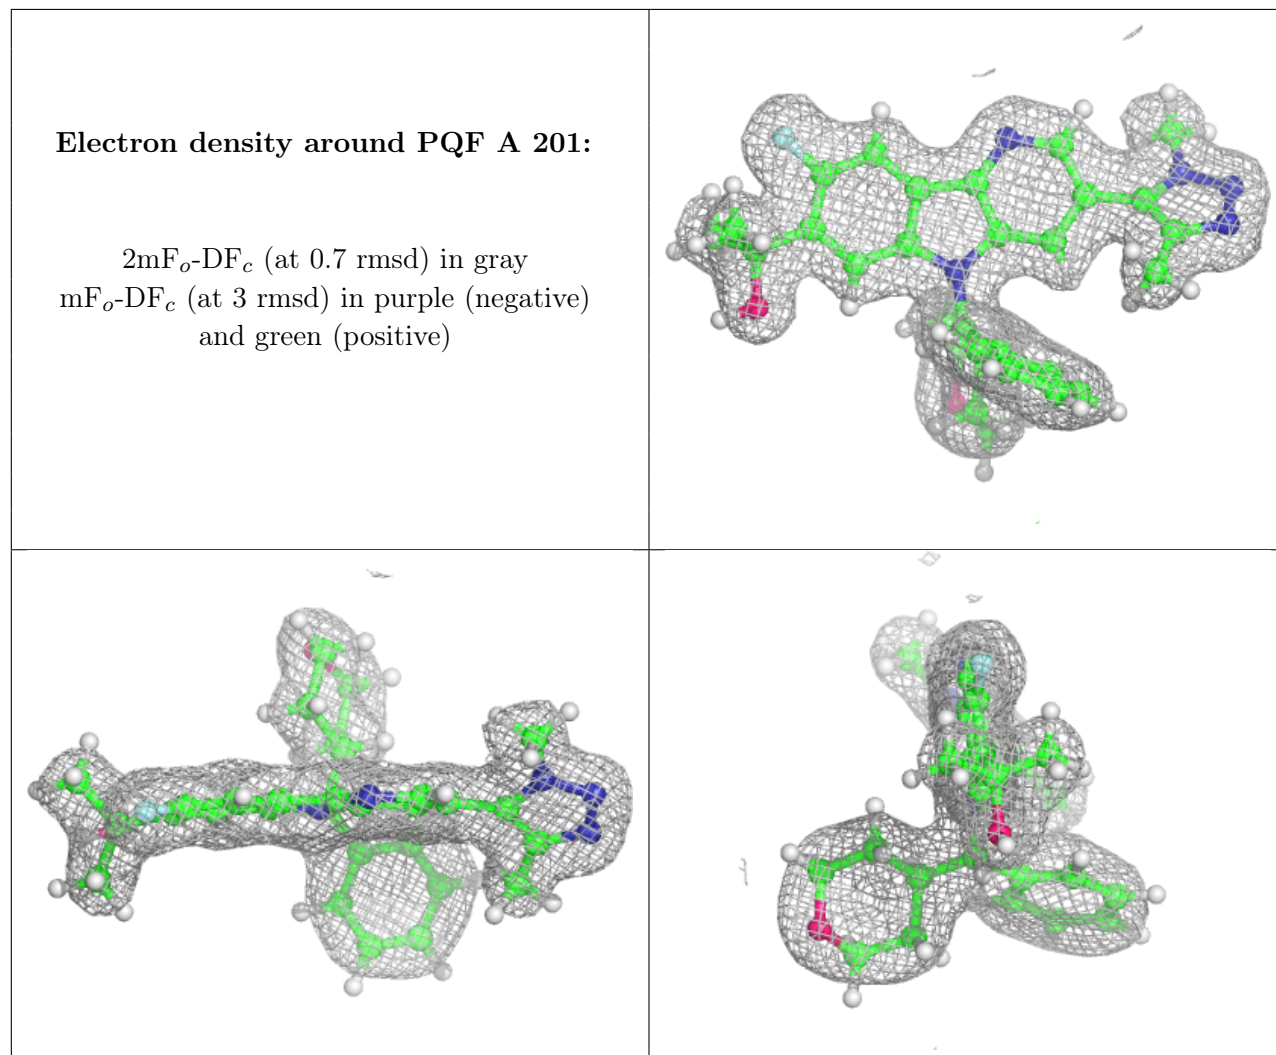 Electron density around PQF A 201:
2mFo-DFc (at 0.7 rmsd) in gray
mFo-DFc (at 3 rmsd) in purple (negative)
and green (positive)